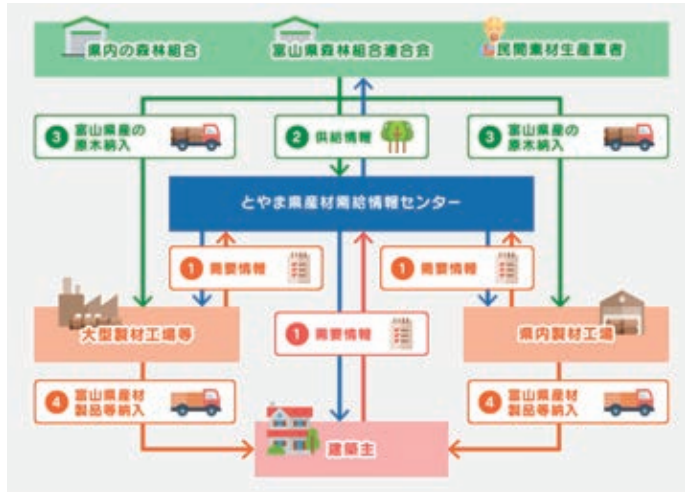 県内の森林組合
富山県森林組合連合会
民間素材生産業者
3 富山県産の
原木納入
2 供給情報
3 富山県産の
原木納入
とやま県産材需給情報センター
1 需要情報
1 需要情報
1 需要情報
大型製材工場等
県内製材工場
4 富山県産材
製品等納入
4 富山県産材
製品等納入
建築主